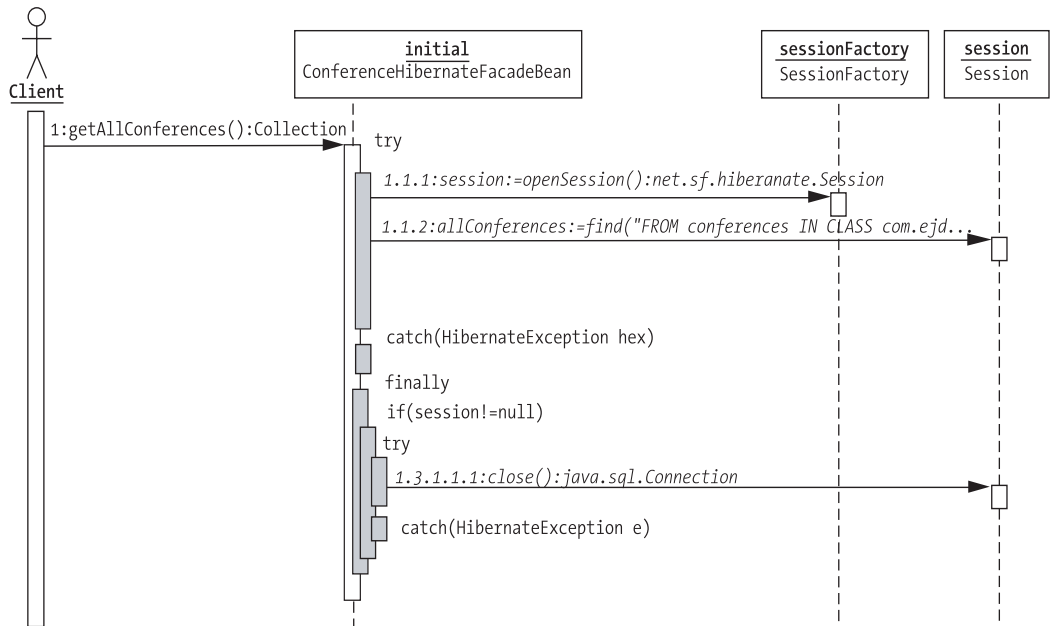 Client
initial
ConferenceHibernateFacadeBean
sessionFactory
SessionFactory
session
Session
1:getAllConferences():Collection
try
1.1.1:session:=openSession():net.sf.hiberanate.Session
1.1.2:allConferences:=find("FROM conferences IN CLASS com.ejd...
catch(HibernateException hex)
finally
if(session!=null)
try
1.3.1.1.1:close():java.sql.Connection
catch(HibernateException e)